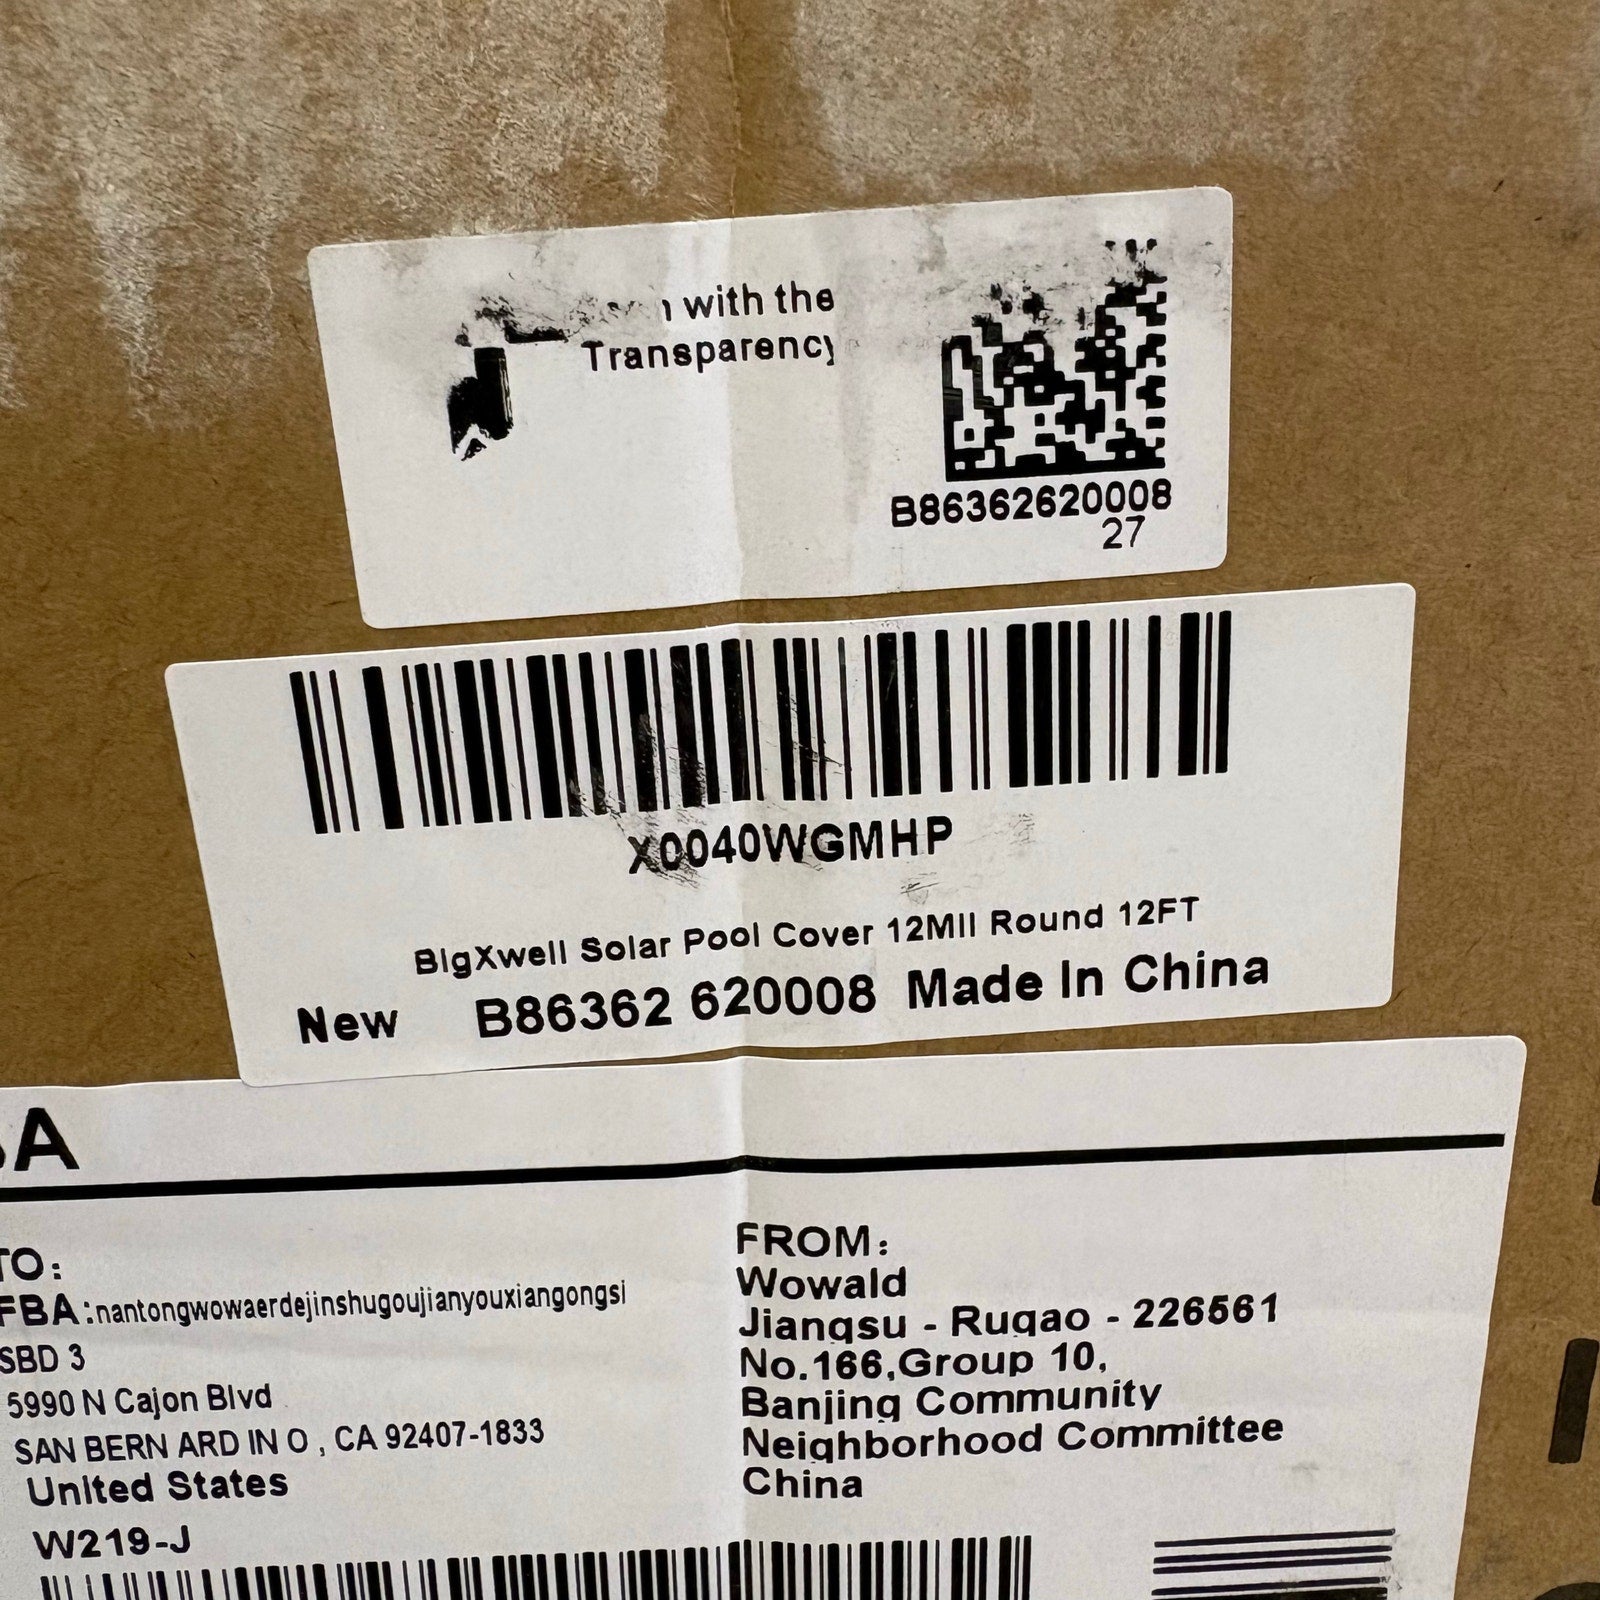 with the
Transparency
B86362620008
27
X0040WGMHP
BigXwell Solar Pool Cover 12Mil Round 12FT
New B86362 620008 Made In China
BA
TO:
FBA:nantongwowaerdejinshugoujianyouxiangongsi
SBD 3
5990 N Cajon Blvd
SAN BERN ARD IN O , CA 92407-1833
United States
W219-J
FROM:
Wowald
Jiangsu - Rugao - 226561
No.166,Group 10,
Banjing Community
Neighborhood Committee
China